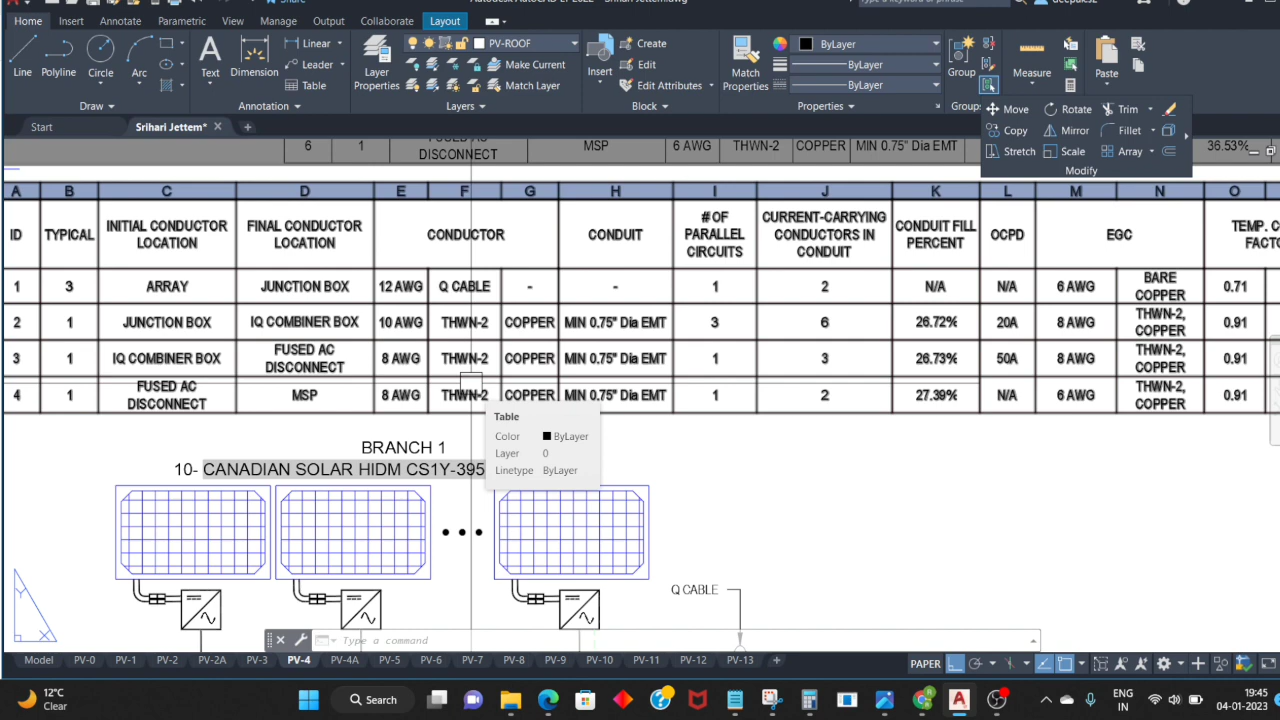 Autodesk AutoCAD LT 2022
Srihari Jettem.dwg
Share
deepaksz
Home Insert Annotate Parametric View Manage Output Collaborate Layout
Line Polyline Circle Arc
Draw
Text Dimension
Linear
Leader
Table
Annotation
Layer Properties
PV-ROOF
Make Current
Match Layer
Layers
Insert
Create
Edit
Edit Attributes
Block
Match Properties
ByLayer
ByLayer
ByLayer
Properties
Group
Measure
Paste
Move Rotate Trim
Copy Mirror Fillet
Stretch Scale Array
Modify
Start Srihari Jettem*
6 1 FUSED AC DISCONNECT MSP 6 AWG THWN-2 COPPER MIN 0.75" Dia EMT 36.53%
A B C D E F G H I J K L M N O
ID TYPICAL INITIAL CONDUCTOR LOCATION FINAL CONDUCTOR LOCATION CONDUCTOR CONDUIT # OF PARALLEL CIRCUITS CURRENT-CARRYING CONDUCTORS IN CONDUIT CONDUIT FILL PERCENT OCPD EGC TEMP.
1 3 ARRAY JUNCTION BOX 12 AWG Q CABLE - - 1 2 N/A N/A 6 AWG BARE COPPER 0.71
2 1 JUNCTION BOX IQ COMBINER BOX 10 AWG THWN-2 COPPER MIN 0.75" Dia EMT 3 6 26.72% 20A 8 AWG THWN-2, COPPER 0.91
3 1 IQ COMBINER BOX FUSED AC DISCONNECT 8 AWG THWN-2 COPPER MIN 0.75" Dia EMT 1 3 26.73% 50A 8 AWG THWN-2, COPPER 0.91
4 1 FUSED AC DISCONNECT MSP 8 AWG THWN-2 COPPER MIN 0.75" Dia EMT 1 2 27.39% N/A 6 AWG THWN-2, COPPER 0.91
Table
Color ByLayer
Layer 0
Linetype ByLayer
BRANCH 1
10- CANADIAN SOLAR HIDM CS1Y-395
Q CABLE
Y
X
Type a command
Model PV-0 PV-1 PV-2 PV-2A PV-3 PV-4 PV-4A PV-5 PV-6 PV-7 PV-8 PV-9 PV-10 PV-11 PV-12 PV-13 +
PAPER
12°C
Clear
Search
ENG
IN
19:45
04-01-2023